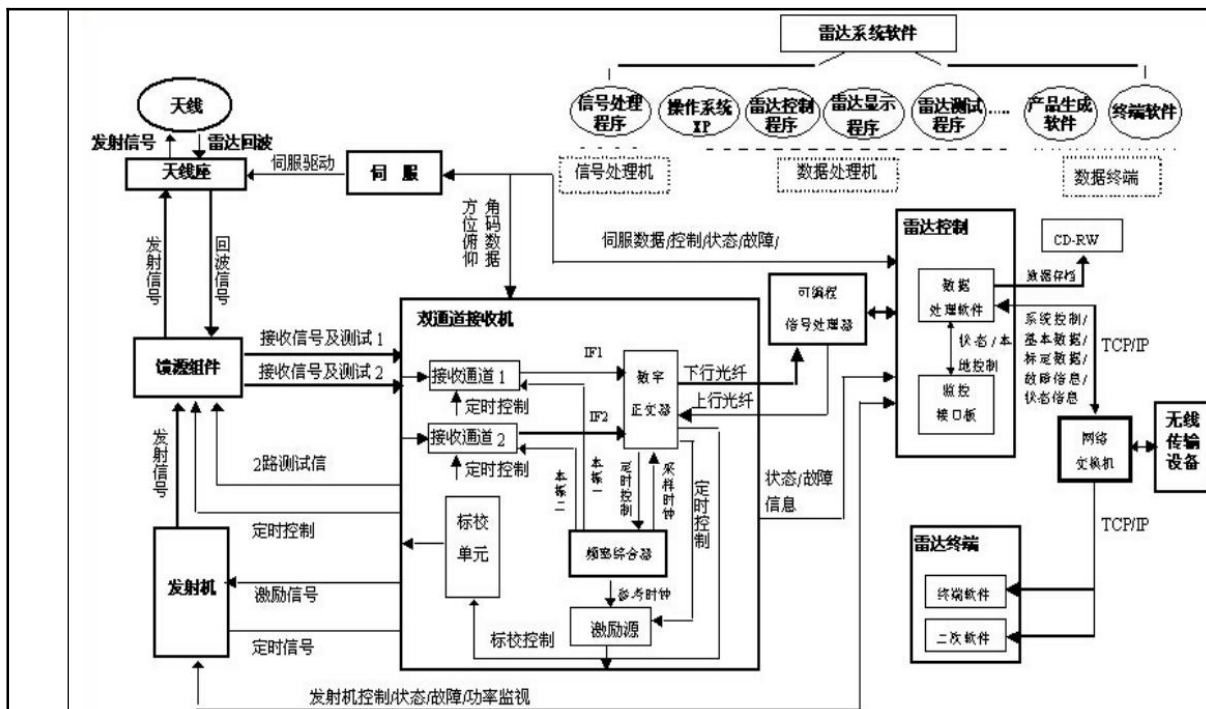 雷达系统软件
信号处理
程序
操作系统
XP
雷达控制
程序
雷达显示
程序
雷达测试
程序
.....
产品生成
软件
终端软件
信号处理机
数据处理机
数据终端
天线
发射信号
雷达回波
天线座
伺服驱动
伺 服
方位俯仰
角码数据
伺服数据/控制/状态/故障/
发射信号
回波信号
馈源组件
接收信号及测试1
接收信号及测试2
发射信号
2路测试信
定时控制
发射机
激励信号
定时信号
发射机控制/状态/故障/功率监视
双通道接收机
接收通道1
定时控制
接收通道2
定时控制
IF1
IF2
数字
正交器
下行光纤
上行光纤
可编程
信号处理器
本振二
本振一
定时控制
采样时钟
定时控制
标校
单元
频率综合器
参考时钟
激励源
标校控制
状态/故障
信息
雷达控制
数据
处理软件
状态/本
地控制
监控
接口板
CD-RW
数据存档
系统控制/
基本数据/
标定数据/
故障信息/
状态信息
TCP/IP
网络
交换机
无线
传输
设备
TCP/IP
雷达终端
终端软件
二次软件